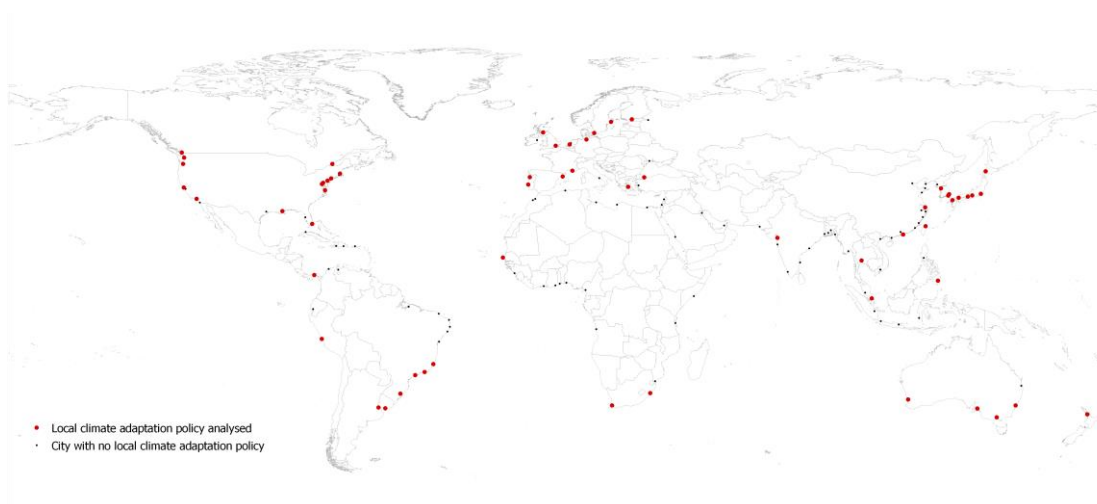 Local climate adaptation policy analysed
City with no local climate adaptation policy